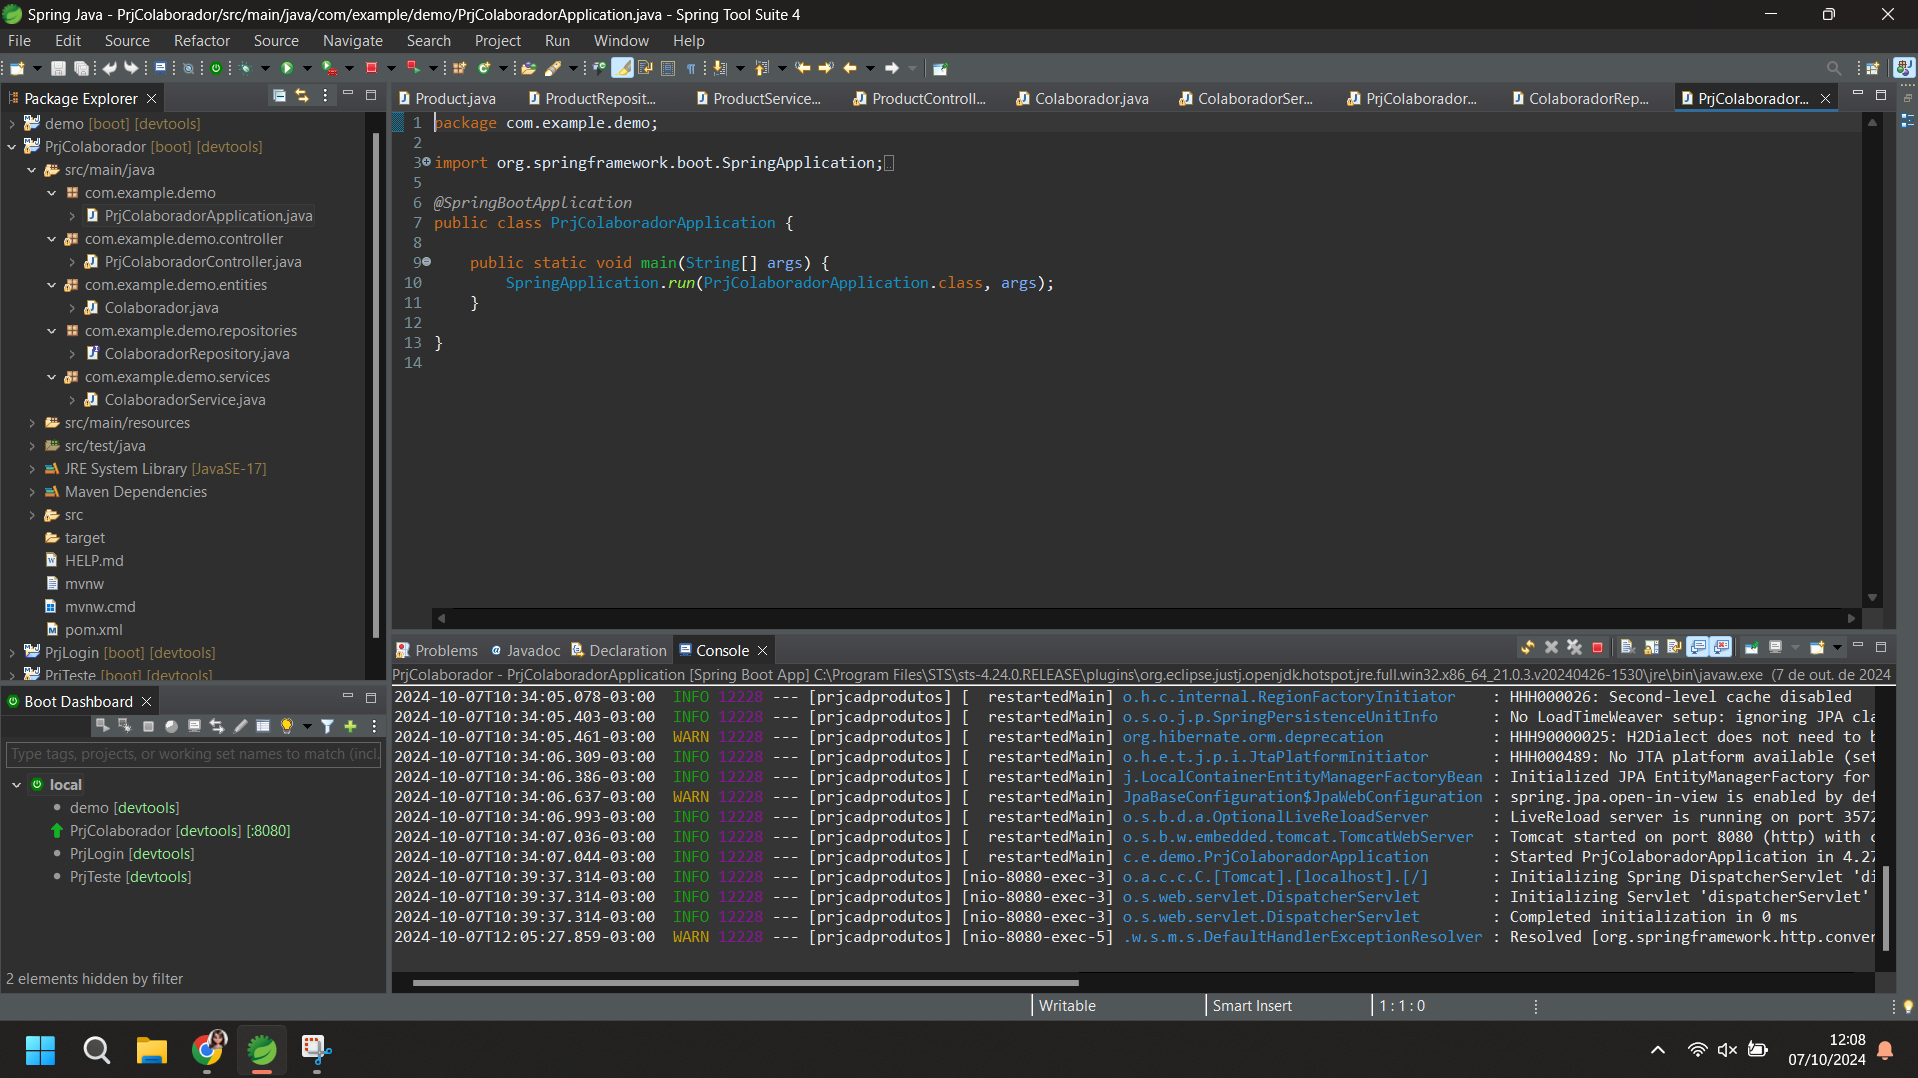 Spring Java - PrjColaborador/src/main/java/com/example/demo/PrjColaboradorApplication.java - Spring Tool Suite 4
File Edit Source Refactor Source Navigate Search Project Run Window Help
Package Explorer
demo [boot] [devtools]
PrjColaborador [boot] [devtools]
src/main/java
com.example.demo
PrjColaboradorApplication.java
com.example.demo.controller
PrjColaboradorController.java
com.example.demo.entities
Colaborador.java
com.example.demo.repositories
ColaboradorRepository.java
com.example.demo.services
ColaboradorService.java
src/main/resources
src/test/java
JRE System Library [JavaSE-17]
Maven Dependencies
src
target
HELP.md
mvnw
mvnw.cmd
pom.xml
PrjLogin [boot] [devtools]
PrjTeste [boot] [devtools]
Product.java ProductReposit... ProductService... ProductControll... Colaborador.java ColaboradorSer... PrjColaborador... ColaboradorRep... PrjColaborador...
1 package com.example.demo;
2
3 import org.springframework.boot.SpringApplication;
5
6 @SpringBootApplication
7 public class PrjColaboradorApplication {
8
9 public static void main(String[] args) {
10 SpringApplication.run(PrjColaboradorApplication.class, args);
11 }
12
13 }
14
Boot Dashboard
Type tags, projects, or working set names to match (incl.
local
demo [devtools]
PrjColaborador [devtools] [:8080]
PrjLogin [devtools]
PrjTeste [devtools]
2 elements hidden by filter
Problems Javadoc Declaration Console
PrjColaborador - PrjColaboradorApplication [Spring Boot App] C:\Program Files\STS\sts-4.24.0.RELEASE\plugins\org.eclipse.justj.openjdk.hotspot.jre.full.win32.x86_64_21.0.3.v20240426-1530\jre\bin\javaw.exe (7 de out. de 2024
2024-10-07T10:34:05.078-03:00 INFO 12228 --- [prjcadprodutos] [ restartedMain] o.h.c.internal.RegionFactoryInitiator : HHH000026: Second-level cache disabled
2024-10-07T10:34:05.403-03:00 INFO 12228 --- [prjcadprodutos] [ restartedMain] o.s.o.j.p.SpringPersistenceUnitInfo : No LoadTimeWeaver setup: ignoring JPA cla
2024-10-07T10:34:05.461-03:00 WARN 12228 --- [prjcadprodutos] [ restartedMain] org.hibernate.orm.deprecation : HHH90000025: H2Dialect does not need to b
2024-10-07T10:34:06.309-03:00 INFO 12228 --- [prjcadprodutos] [ restartedMain] o.h.e.t.j.p.i.JtaPlatformInitiator : HHH000489: No JTA platform available (set
2024-10-07T10:34:06.386-03:00 INFO 12228 --- [prjcadprodutos] [ restartedMain] j.LocalContainerEntityManagerFactoryBean : Initialized JPA EntityManagerFactory for
2024-10-07T10:34:06.637-03:00 WARN 12228 --- [prjcadprodutos] [ restartedMain] JpaBaseConfiguration$JpaWebConfiguration : spring.jpa.open-in-view is enabled by def
2024-10-07T10:34:06.993-03:00 INFO 12228 --- [prjcadprodutos] [ restartedMain] o.s.b.d.a.OptionalLiveReloadServer : LiveReload server is running on port 3572
2024-10-07T10:34:07.036-03:00 INFO 12228 --- [prjcadprodutos] [ restartedMain] o.s.b.w.embedded.tomcat.TomcatWebServer : Tomcat started on port 8080 (http) with c
2024-10-07T10:34:07.044-03:00 INFO 12228 --- [prjcadprodutos] [ restartedMain] c.e.demo.PrjColaboradorApplication : Started PrjColaboradorApplication in 4.27
2024-10-07T10:39:37.314-03:00 INFO 12228 --- [prjcadprodutos] [nio-8080-exec-3] o.a.c.c.C.[Tomcat].[localhost].[/] : Initializing Spring DispatcherServlet 'di
2024-10-07T10:39:37.314-03:00 INFO 12228 --- [prjcadprodutos] [nio-8080-exec-3] o.s.web.servlet.DispatcherServlet : Initializing Servlet 'dispatcherServlet'
2024-10-07T10:39:37.314-03:00 INFO 12228 --- [prjcadprodutos] [nio-8080-exec-3] o.s.web.servlet.DispatcherServlet : Completed initialization in 0 ms
2024-10-07T12:05:27.859-03:00 WARN 12228 --- [prjcadprodutos] [nio-8080-exec-5] .w.s.m.s.DefaultHandlerExceptionResolver : Resolved [org.springframework.http.conver
Writable Smart Insert 1 : 1 : 0
12:08
07/10/2024